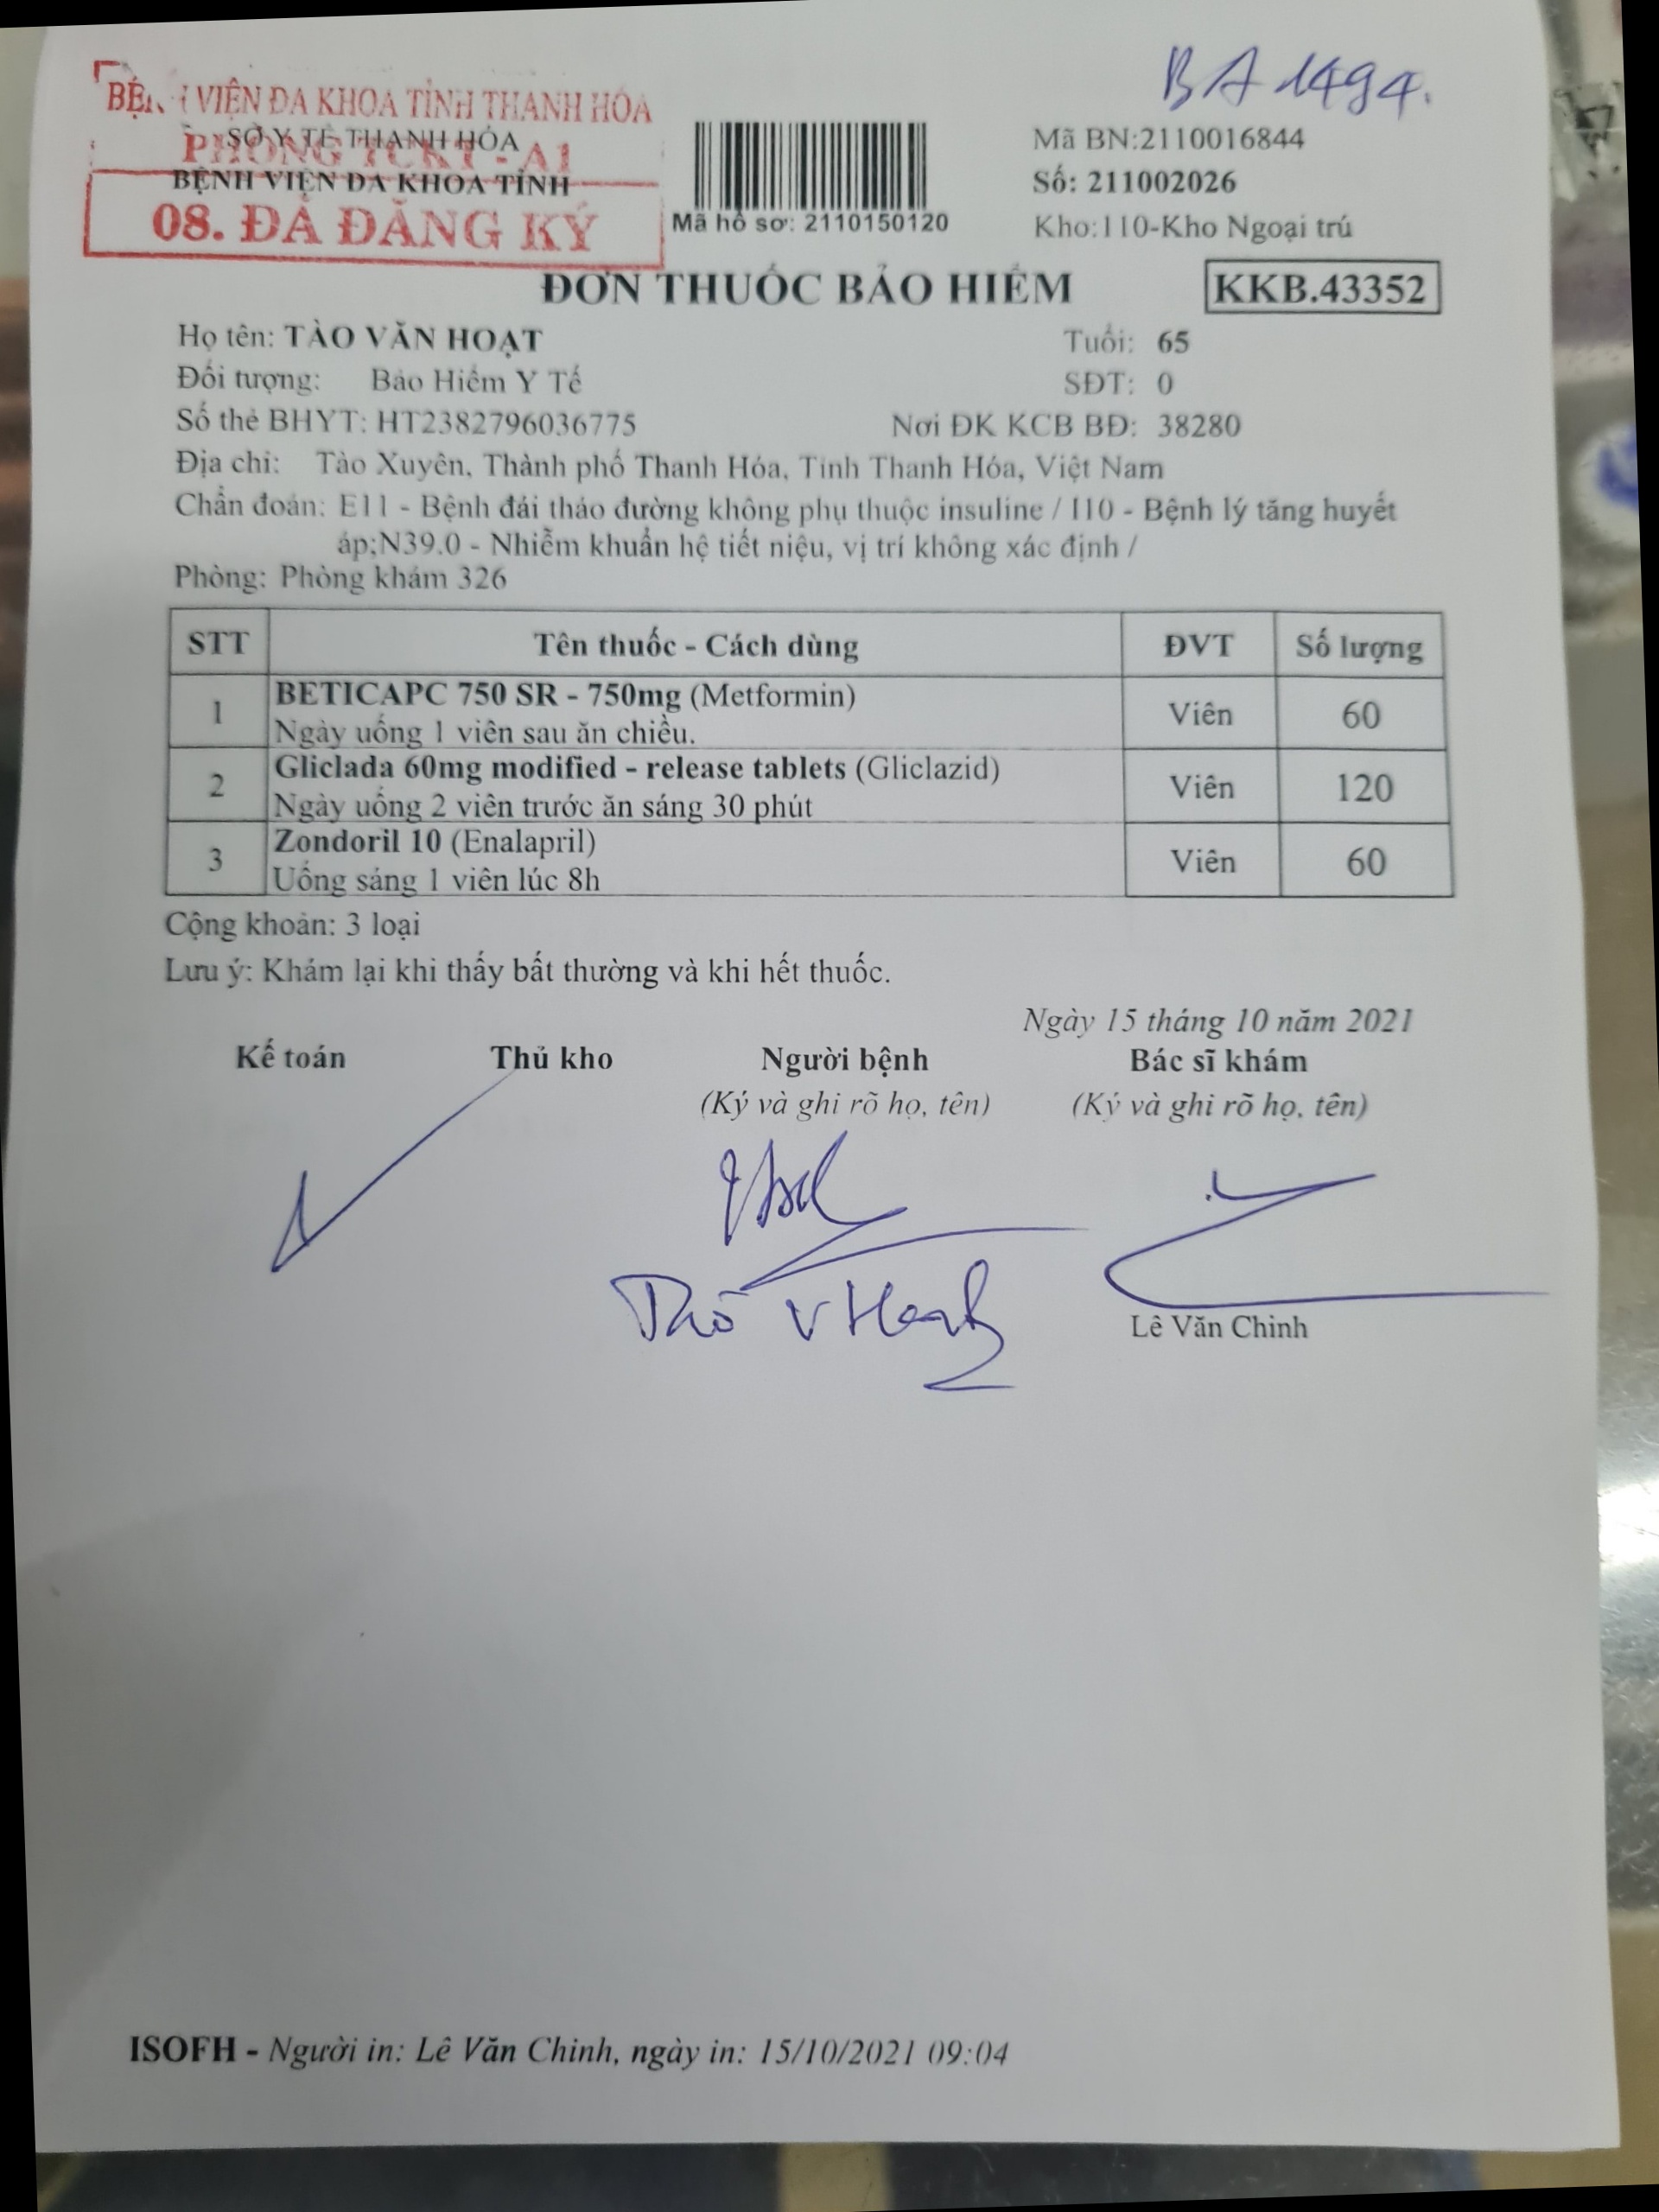 BA 1494.
BỆNH VIỆN ĐA KHOA TỈNH THANH HÓA
SỞ Y TẾ THANH HÓA
PHÒNG TCKT - A1
BỆNH VIỆN ĐA KHOA TỈNH
08. ĐÃ ĐĂNG KÝ
Mã hồ sơ: 2110150120
Mã BN:2110016844
Số: 211002026
Kho:110-Kho Ngoại trú
ĐƠN THUỐC BẢO HIỂM
KKB.43352
Họ tên: TÀO VĂN HOẠT Tuổi: 65
Đối tượng: Bảo Hiểm Y Tế SĐT: 0
Số thẻ BHYT: HT2382796036775 Nơi ĐK KCB BĐ: 38280
Địa chỉ: Tào Xuyên, Thành phố Thanh Hóa, Tỉnh Thanh Hóa, Việt Nam
Chẩn đoán: E11 - Bệnh đái tháo đường không phụ thuộc insuline / I10 - Bệnh lý tăng huyết
áp;N39.0 - Nhiễm khuẩn hệ tiết niệu, vị trí không xác định /
Phòng: Phòng khám 326
STT Tên thuốc - Cách dùng ĐVT Số lượng
1 BETICAPC 750 SR - 750mg (Metformin) Viên 60
Ngày uống 1 viên sau ăn chiều.
2 Gliclada 60mg modified - release tablets (Gliclazid) Viên 120
Ngày uống 2 viên trước ăn sáng 30 phút
3 Zondoril 10 (Enalapril) Viên 60
Uống sáng 1 viên lúc 8h
Cộng khoản: 3 loại
Lưu ý: Khám lại khi thấy bất thường và khi hết thuốc.
Ngày 15 tháng 10 năm 2021
Kế toán Thủ kho Người bệnh Bác sĩ khám
(Ký và ghi rõ họ, tên) (Ký và ghi rõ họ, tên)
Lê Văn Chinh
ISOFH - Người in: Lê Văn Chinh, ngày in: 15/10/2021 09:04